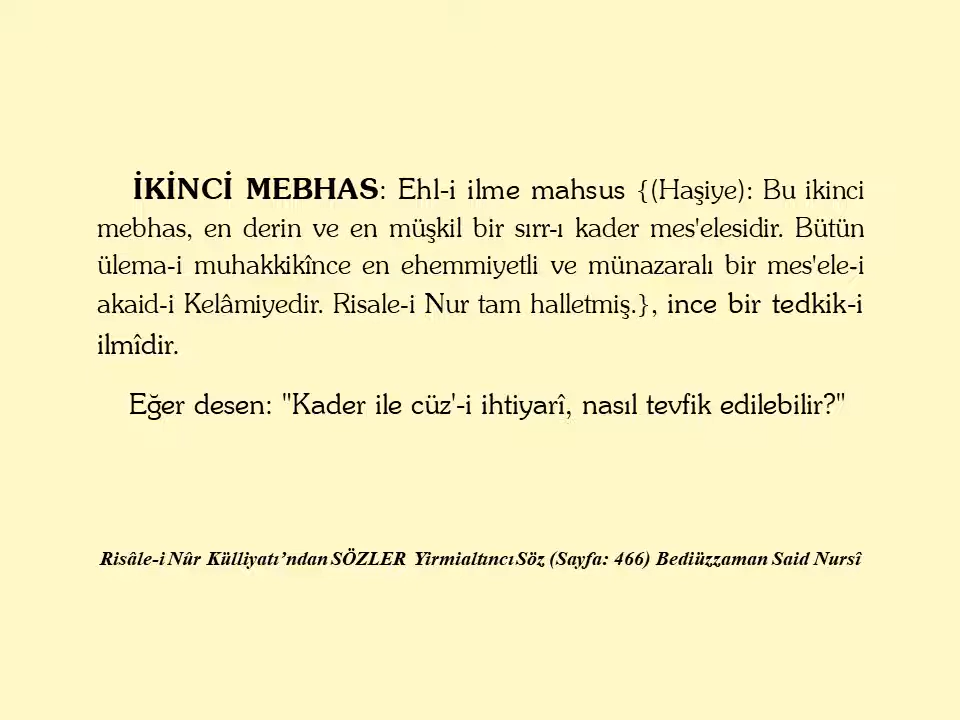 İKİNCİ MEBHAS: Ehl-i ilme mahsus {(Haşiye): Bu ikinci
mebhas, en derin ve en müşkil bir sırr-ı kader mes'elesidir. Bütün
ülema-i muhakkikînce en ehemmiyetli ve münazaralı bir mes'ele-i
akaid-i Kelâmiyedir. Risale-i Nur tam halletmiş.}, ince bir tedkik-i
ilmîdir.
Eğer desen: "Kader ile cüz'-i ihtiyarî, nasıl tevfik edilebilir?"
Risâle-i Nûr Külliyatı’ndan SÖZLER Yirmialtıncı Söz (Sayfa: 466) Bediüzzaman Said Nursî